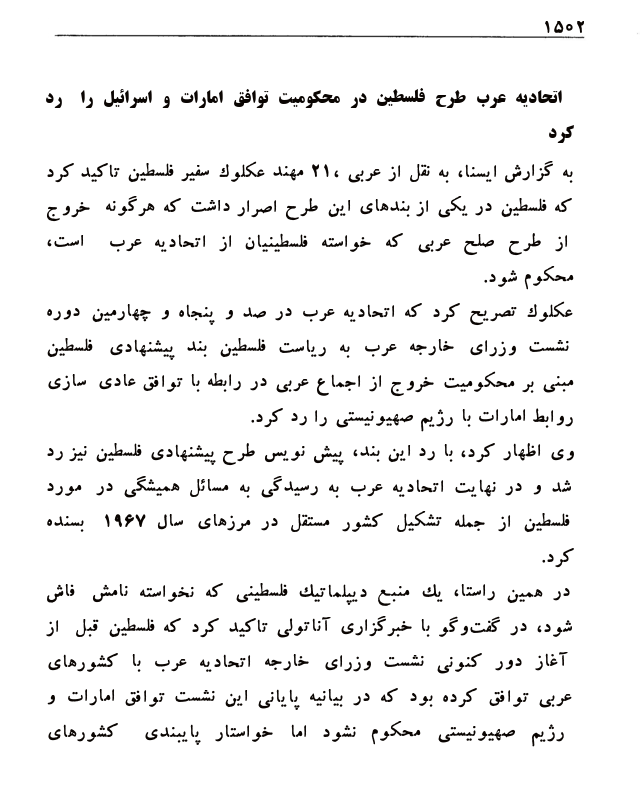 ۱۵۰۲
اتحادیه عرب طرح فلسطین در محکومیت توافق امارات و اسرائیل را رد
کرد
به گزارش ایسنا، به نقل از عربی ۲۱، مهند عکلوك سفیر فلسطین تاکید کرد
که فلسطین در یکی از بندهای این طرح اصرار داشت که هرگونه خروج
از طرح صلح عربی که خواسته فلسطینیان از اتحادیه عرب است،
محکوم شود.
عکلوك تصریح کرد که اتحادیه عرب در صد و پنجاه و چهارمین دوره
نشست وزرای خارجه عرب به ریاست فلسطین بند پیشنهادی فلسطین
مبنی بر محکومیت خروج از اجماع عربی در رابطه با توافق عادی سازی
روابط امارات با رژیم صهیونیستی را رد کرد.
وی اظهار کرد، با رد این بند، پیش نویس طرح پیشنهادی فلسطین نیز رد
شد و در نهایت اتحادیه عرب به رسیدگی به مسائل همیشگی در مورد
فلسطین از جمله تشکیل کشور مستقل در مرزهای سال ۱۹۶۷ بسنده
کرد.
در همین راستا، یك منبع دیپلماتیك فلسطینی که نخواسته نامش فاش
شود، در گفت‌وگو با خبرگزاری آناتولی تاکید کرد که فلسطین قبل از
آغاز دور کنونی نشست وزرای خارجه اتحادیه عرب با کشورهای
عربی توافق کرده بود که در بیانیه پایانی این نشست توافق امارات و
رژیم صهیونیستی محکوم نشود اما خواستار پایبندی کشورهای